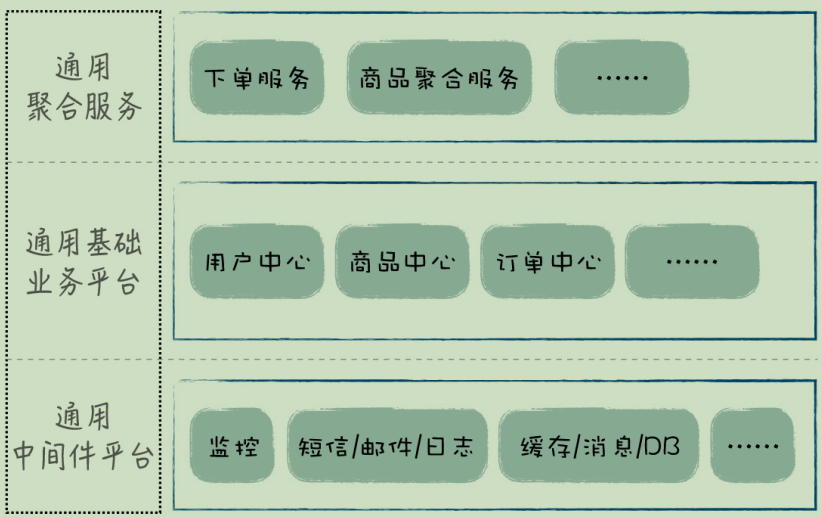 通用
聚合服务
下单服务
商品聚合服务
……
通用基础
业务平台
用户中心
商品中心
订单中心
……
通用
中间件平台
监控
短信/邮件/日志
缓存/消息/DB
……